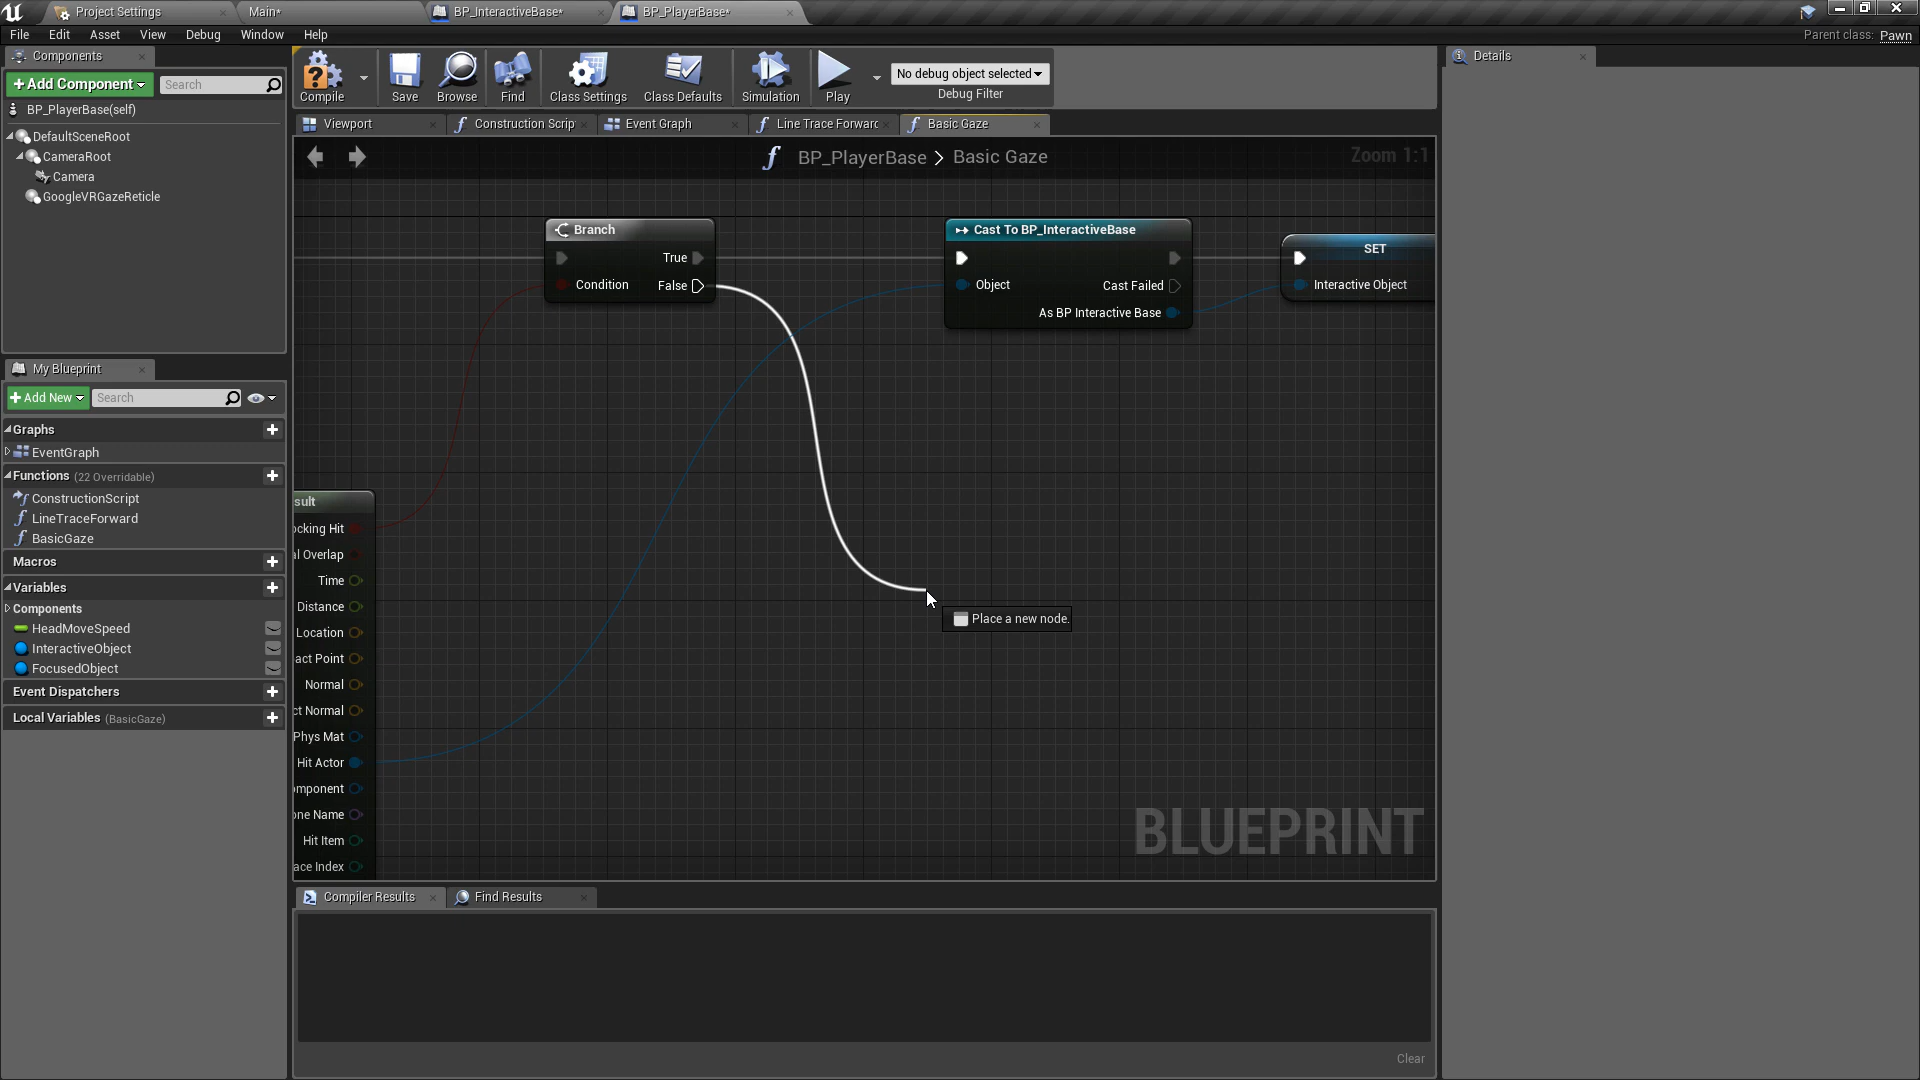 Project Settings
Main*
BP_InteractiveBase*
BP_PlayerBase*
File Edit Asset View Debug Window Help
Parent class: Pawn
Components
+ Add Component
Search
BP_PlayerBase(self)
DefaultSceneRoot
CameraRoot
Camera
GoogleVRGazeReticle
Compile
Save
Browse
Find
Class Settings
Class Defaults
Simulation
Play
No debug object selected
Debug Filter
Details
Viewport
Construction Scrip
Event Graph
Line Trace Forwarc
Basic Gaze
BP_PlayerBase > Basic Gaze
Zoom 1:1
Branch
True
Condition
False
Cast To BP_InteractiveBase
Object
Cast Failed
As BP Interactive Base
SET
Interactive Object
sult
ocking Hit
al Overlap
Time
Distance
Location
act Point
Normal
ct Normal
Phys Mat
Hit Actor
mponent
one Name
Hit Item
ace Index
Place a new node.
BLUEPRINT
My Blueprint
+ Add New
Search
Graphs
EventGraph
Functions (22 Overridable)
ConstructionScript
LineTraceForward
BasicGaze
Macros
Variables
Components
HeadMoveSpeed
InteractiveObject
FocusedObject
Event Dispatchers
Local Variables (BasicGaze)
Compiler Results
Find Results
Clear